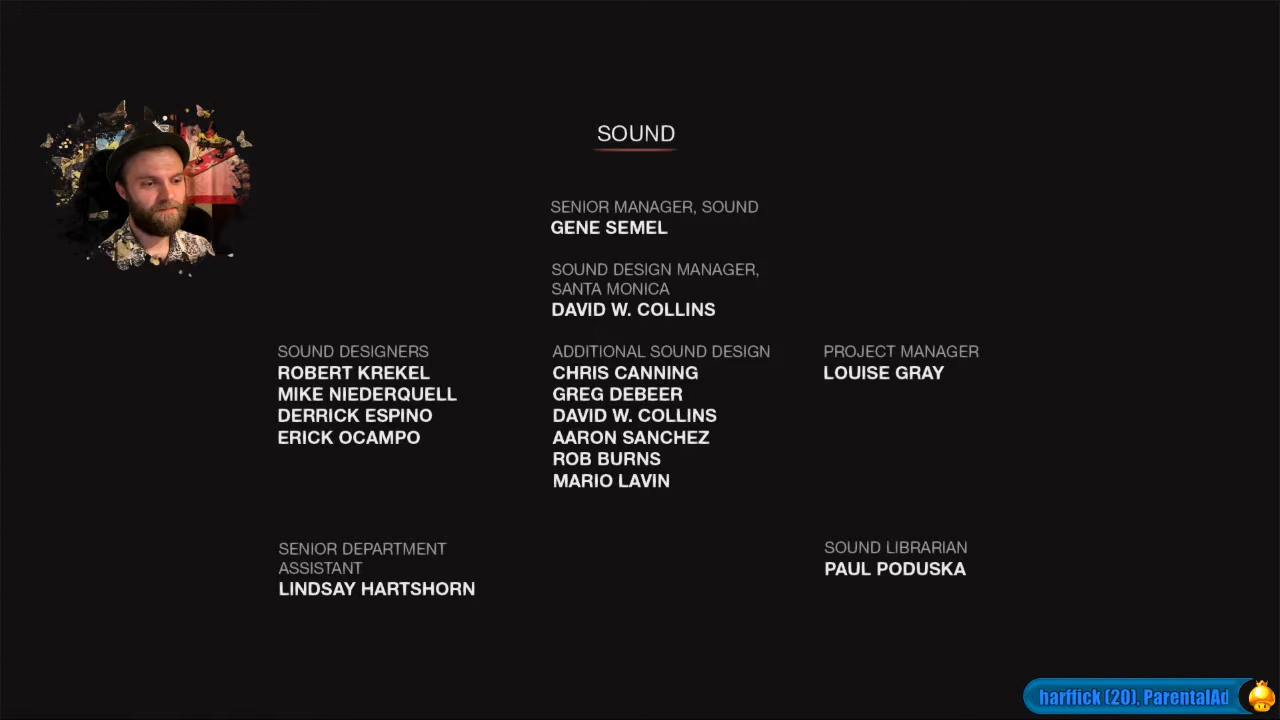 SOUND
SENIOR MANAGER, SOUND
GENE SEMEL
SOUND DESIGN MANAGER,
SANTA MONICA
DAVID W. COLLINS
SOUND DESIGNERS
ROBERT KREKEL
MIKE NIEDERQUELL
DERRICK ESPINO
ERICK OCAMPO
ADDITIONAL SOUND DESIGN
CHRIS CANNING
GREG DEBEER
DAVID W. COLLINS
AARON SANCHEZ
ROB BURNS
MARIO LAVIN
PROJECT MANAGER
LOUISE GRAY
SENIOR DEPARTMENT
ASSISTANT
LINDSAY HARTSHORN
SOUND LIBRARIAN
PAUL PODUSKA
harffick (20), ParentalAd